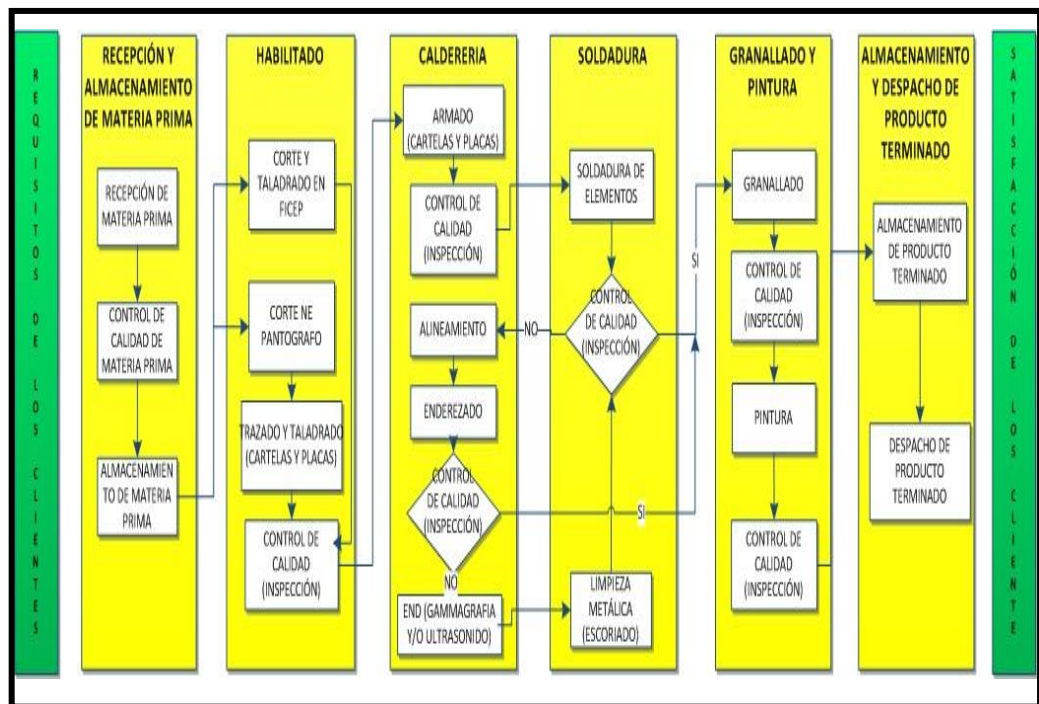 REQUISITOS DE LOS CLIENTES
RECEPCIÓN Y
ALMACENAMIENTO
DE MATERIA PRIMA
RECEPCIÓN DE
MATERIA PRIMA
CONTROL DE
CALIDAD DE
MATERIA PRIMA
ALMACENAMIEN
TO DE MATERIA
PRIMA
HABILITADO
CORTE Y
TALADRADO EN
FICEP
CORTE NE
PANTOGRAFO
TRAZADO Y TALADRADO
(CARTELAS Y PLACAS)
CONTROL DE
CALIDAD
(INSPECCIÓN)
CALDERERIA
ARMADO
(CARTELAS Y PLACAS)
CONTROL DE
CALIDAD
(INSPECCIÓN)
ALINEAMIENTO
ENDEREZADO
CONTROL
DE CALIDAD
(INSPECCIÓN)
NO
END (GAMMAGRAFIA
Y/O ULTRASONIDO)
SOLDADURA
SOLDADURA DE
ELEMENTOS
CONTROL
DE CALIDAD
(INSPECCIÓN)
NO
SI
SI
LIMPIEZA
METÁLICA
(ESCORIADO)
GRANALLADO Y
PINTURA
GRANALLADO
CONTROL DE
CALIDAD
(INSPECCIÓN)
PINTURA
CONTROL DE
CALIDAD
(INSPECCIÓN)
ALMACENAMIENTO
Y DESPACHO DE
PRODUCTO
TERMINADO
ALMACENAMIENTO
DE PRODUCTO
TERMINADO
DESPACHO DE
PRODUCTO
TERMINADO
SATISFACCIÓN DE LOS CLIENTE